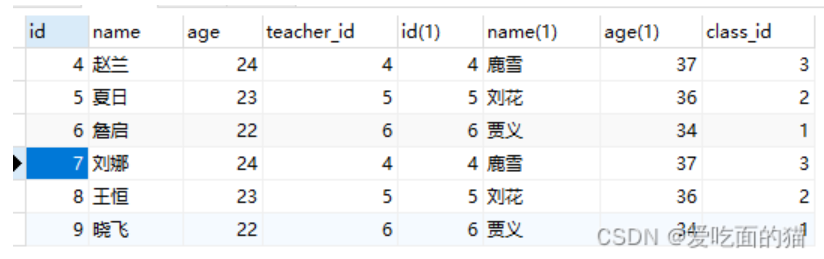 id name age teacher_id id(1) name(1) age(1) class_id
4 赵兰 24 4 4 鹿雪 37 3
5 夏日 23 5 5 刘花 36 2
6 詹启 22 6 6 贾义 34 1
7 刘娜 24 4 4 鹿雪 37 3
8 王恒 23 5 5 刘花 36 2
9 晓飞 22 6 6 贾义 34 1
CSDN @爱吃面的猫